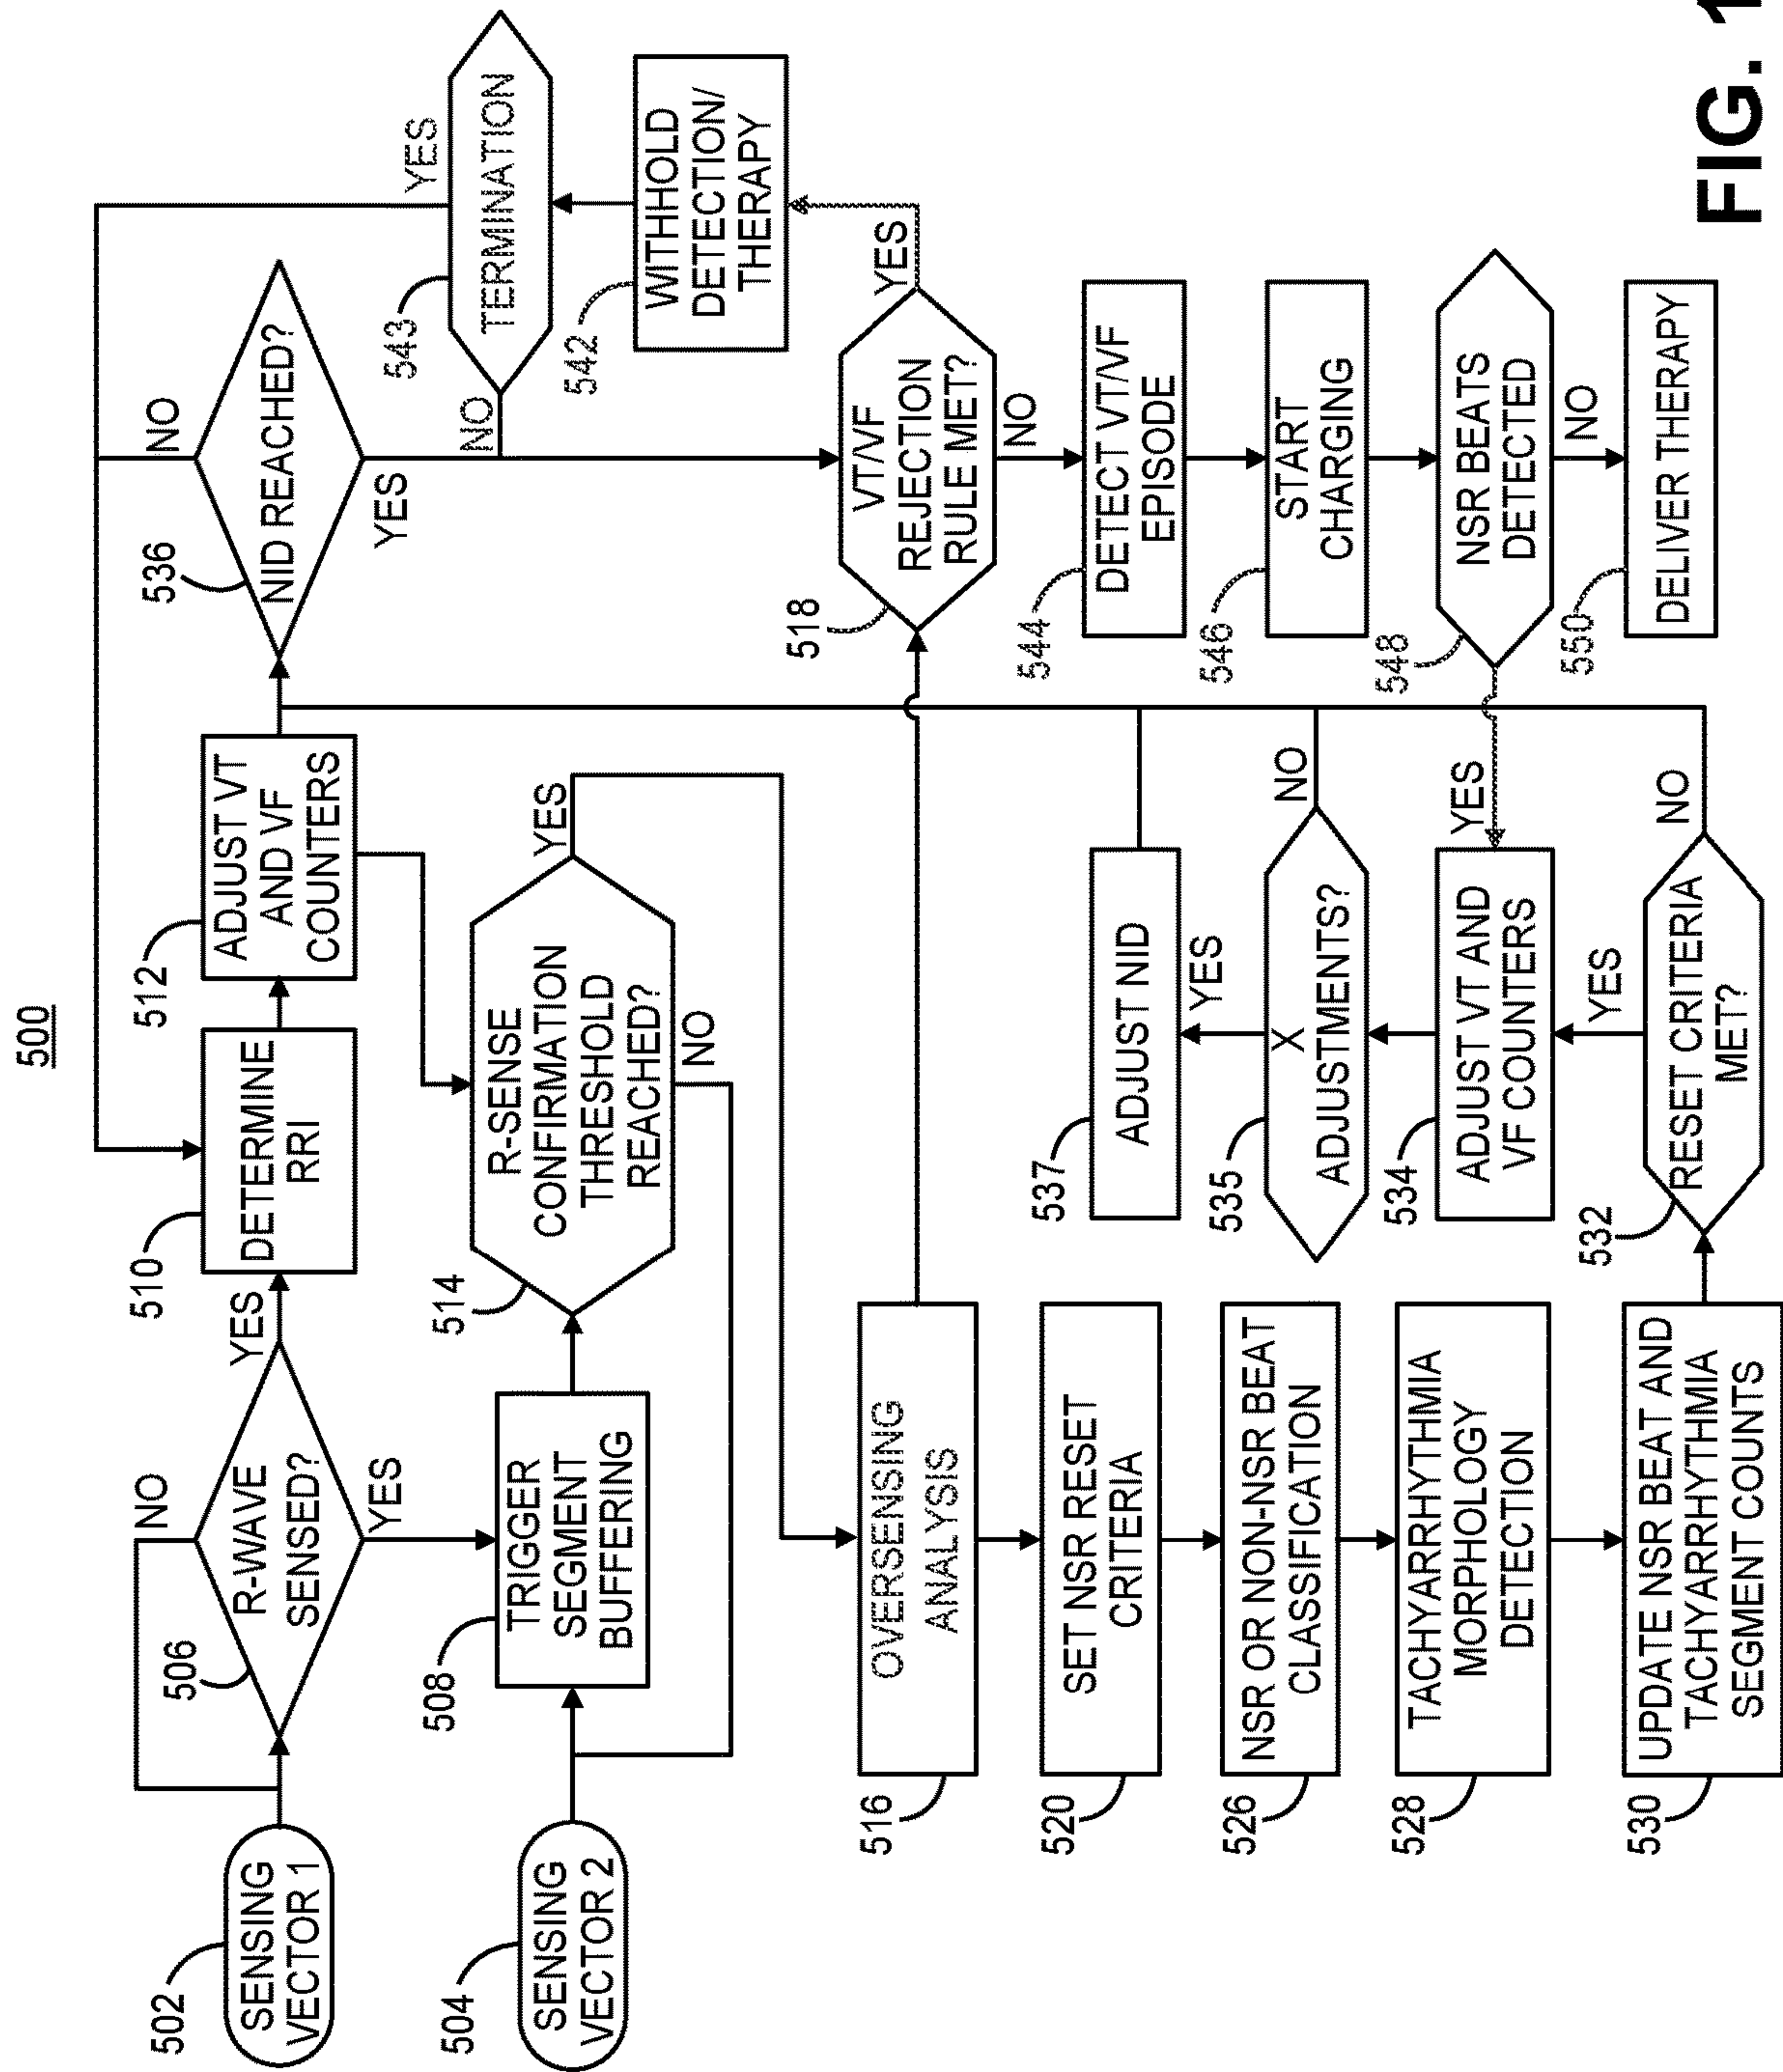 500
502
SENSING
VECTOR 1
504
SENSING
VECTOR 2
506
R-WAVE
SENSED?
NO
YES
YES
508
TRIGGER
SEGMENT
BUFFERING
510
DETERMINE
RRI
512
ADJUST VT
AND VF
COUNTERS
514
R-SENSE
CONFIRMATION
THRESHOLD
REACHED?
YES
NO
536
NID REACHED?
NO
YES
543
TERMINATION
YES
NO
542
WITHHOLD
DETECTION/
THERAPY
518
VT/VF
REJECTION
RULE MET?
YES
NO
544
DETECT VT/VF
EPISODE
546
START
CHARGING
548
NSR BEATS
DETECTED
YES
NO
550
DELIVER THERAPY
516
OVERSENSING
ANALYSIS
520
SET NSR RESET
CRITERIA
526
NSR OR NON-NSR BEAT
CLASSIFICATION
528
TACHYARRHYTHMIA
MORPHOLOGY
DETECTION
530
UPDATE NSR BEAT AND
TACHYARRHYTHMIA
SEGMENT COUNTS
537
ADJUST NID
YES
535
X
ADJUSTMENTS?
NO
534
ADJUST VT AND
VF COUNTERS
YES
532
RESET CRITERIA
MET?
NO
FIG. 1